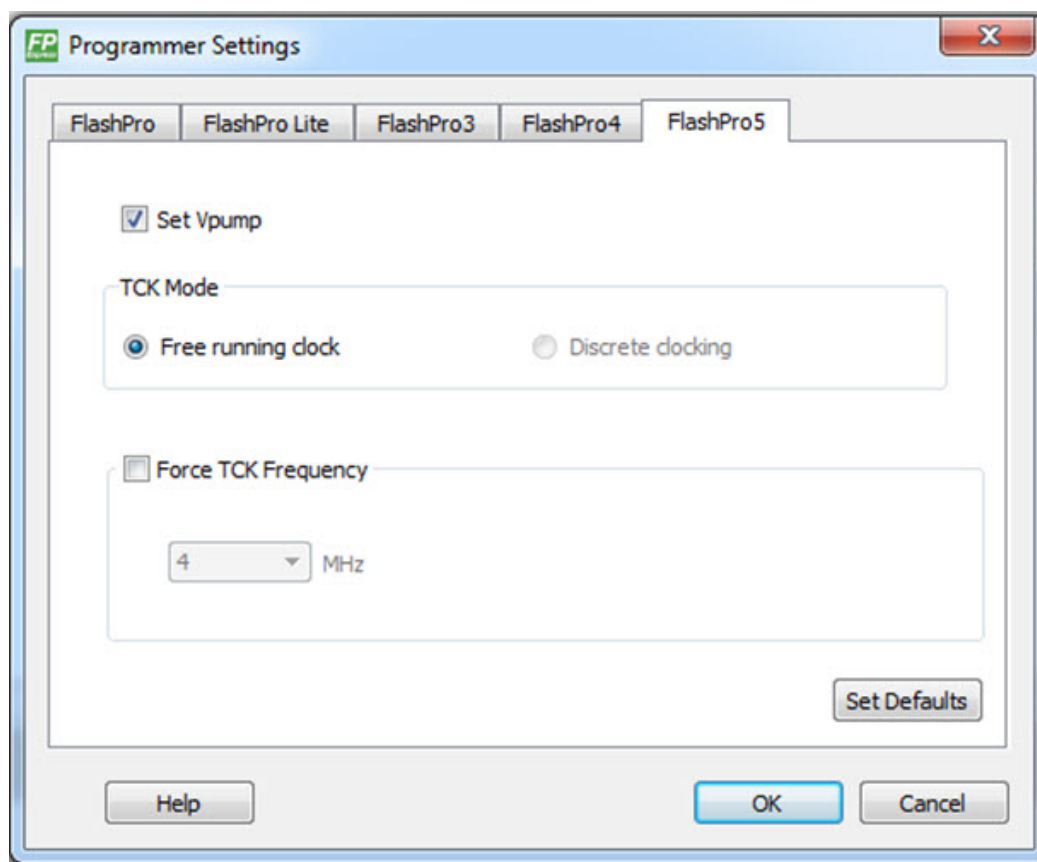 FP Express Programmer Settings
FlashPro FlashPro Lite FlashPro3 FlashPro4 FlashPro5
Set Vpump
TCK Mode
Free running clock Discrete clocking
Force TCK Frequency
4 MHz
Set Defaults
Help OK Cancel